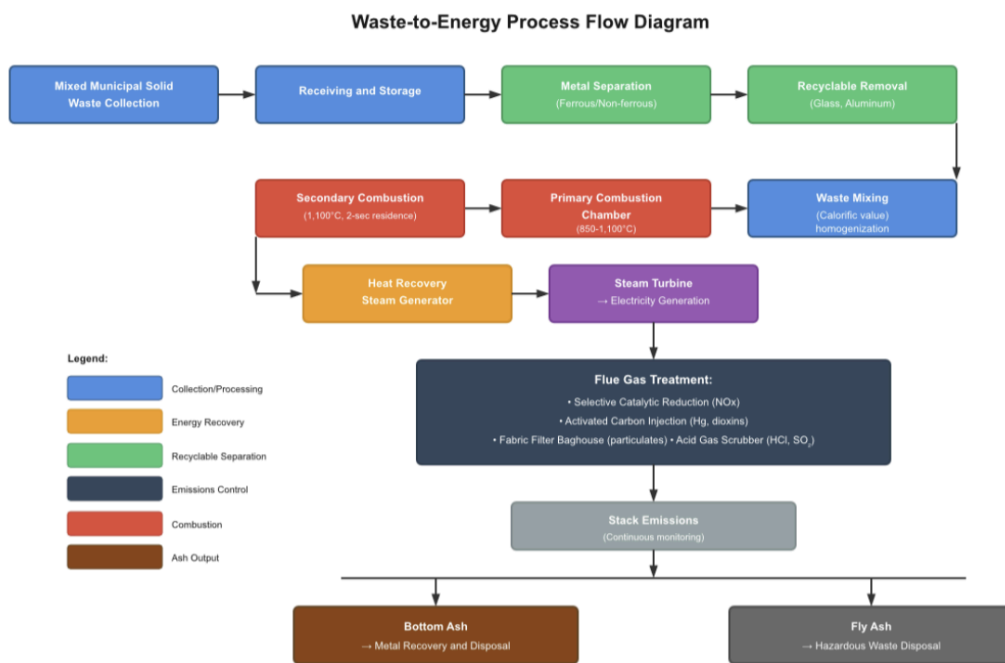 Waste-to-Energy Process Flow Diagram
Mixed Municipal Solid
Waste Collection
Receiving and Storage
Metal Separation
(Ferrous/Non-ferrous)
Recyclable Removal
(Glass, Aluminum)
Secondary Combustion
(1,100°C, 2-sec residence)
Primary Combustion
Chamber
(850-1,100°C)
Waste Mixing
(Calorific value)
homogenization
Heat Recovery
Steam Generator
Steam Turbine
→ Electricity Generation
Flue Gas Treatment:
• Selective Catalytic Reduction (NOx)
• Activated Carbon Injection (Hg, dioxins)
• Fabric Filter Baghouse (particulates) • Acid Gas Scrubber (HCl, SO₂)
Stack Emissions
(Continuous monitoring)
Bottom Ash
→ Metal Recovery and Disposal
Fly Ash
→ Hazardous Waste Disposal
Legend:
Collection/Processing
Energy Recovery
Recyclable Separation
Emissions Control
Combustion
Ash Output